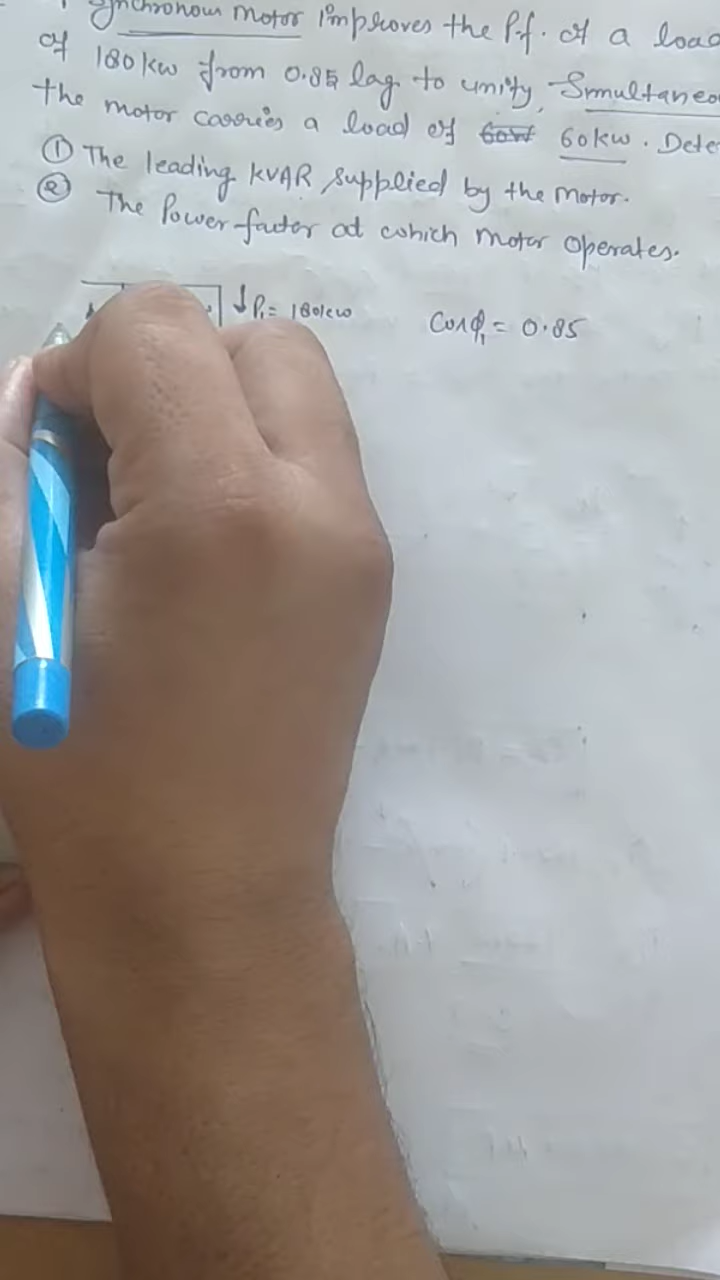 Synchronous motor improves the P.f. of a load
of 180 kw from 0.85 lag to unity, Simultaneo
the motor carries a load of 60kw. Dete
① The leading KVAR supplied by the motor.
② The Power factor at which motor operates.
P₁ = 180kw Cosϕ₁ = 0.85